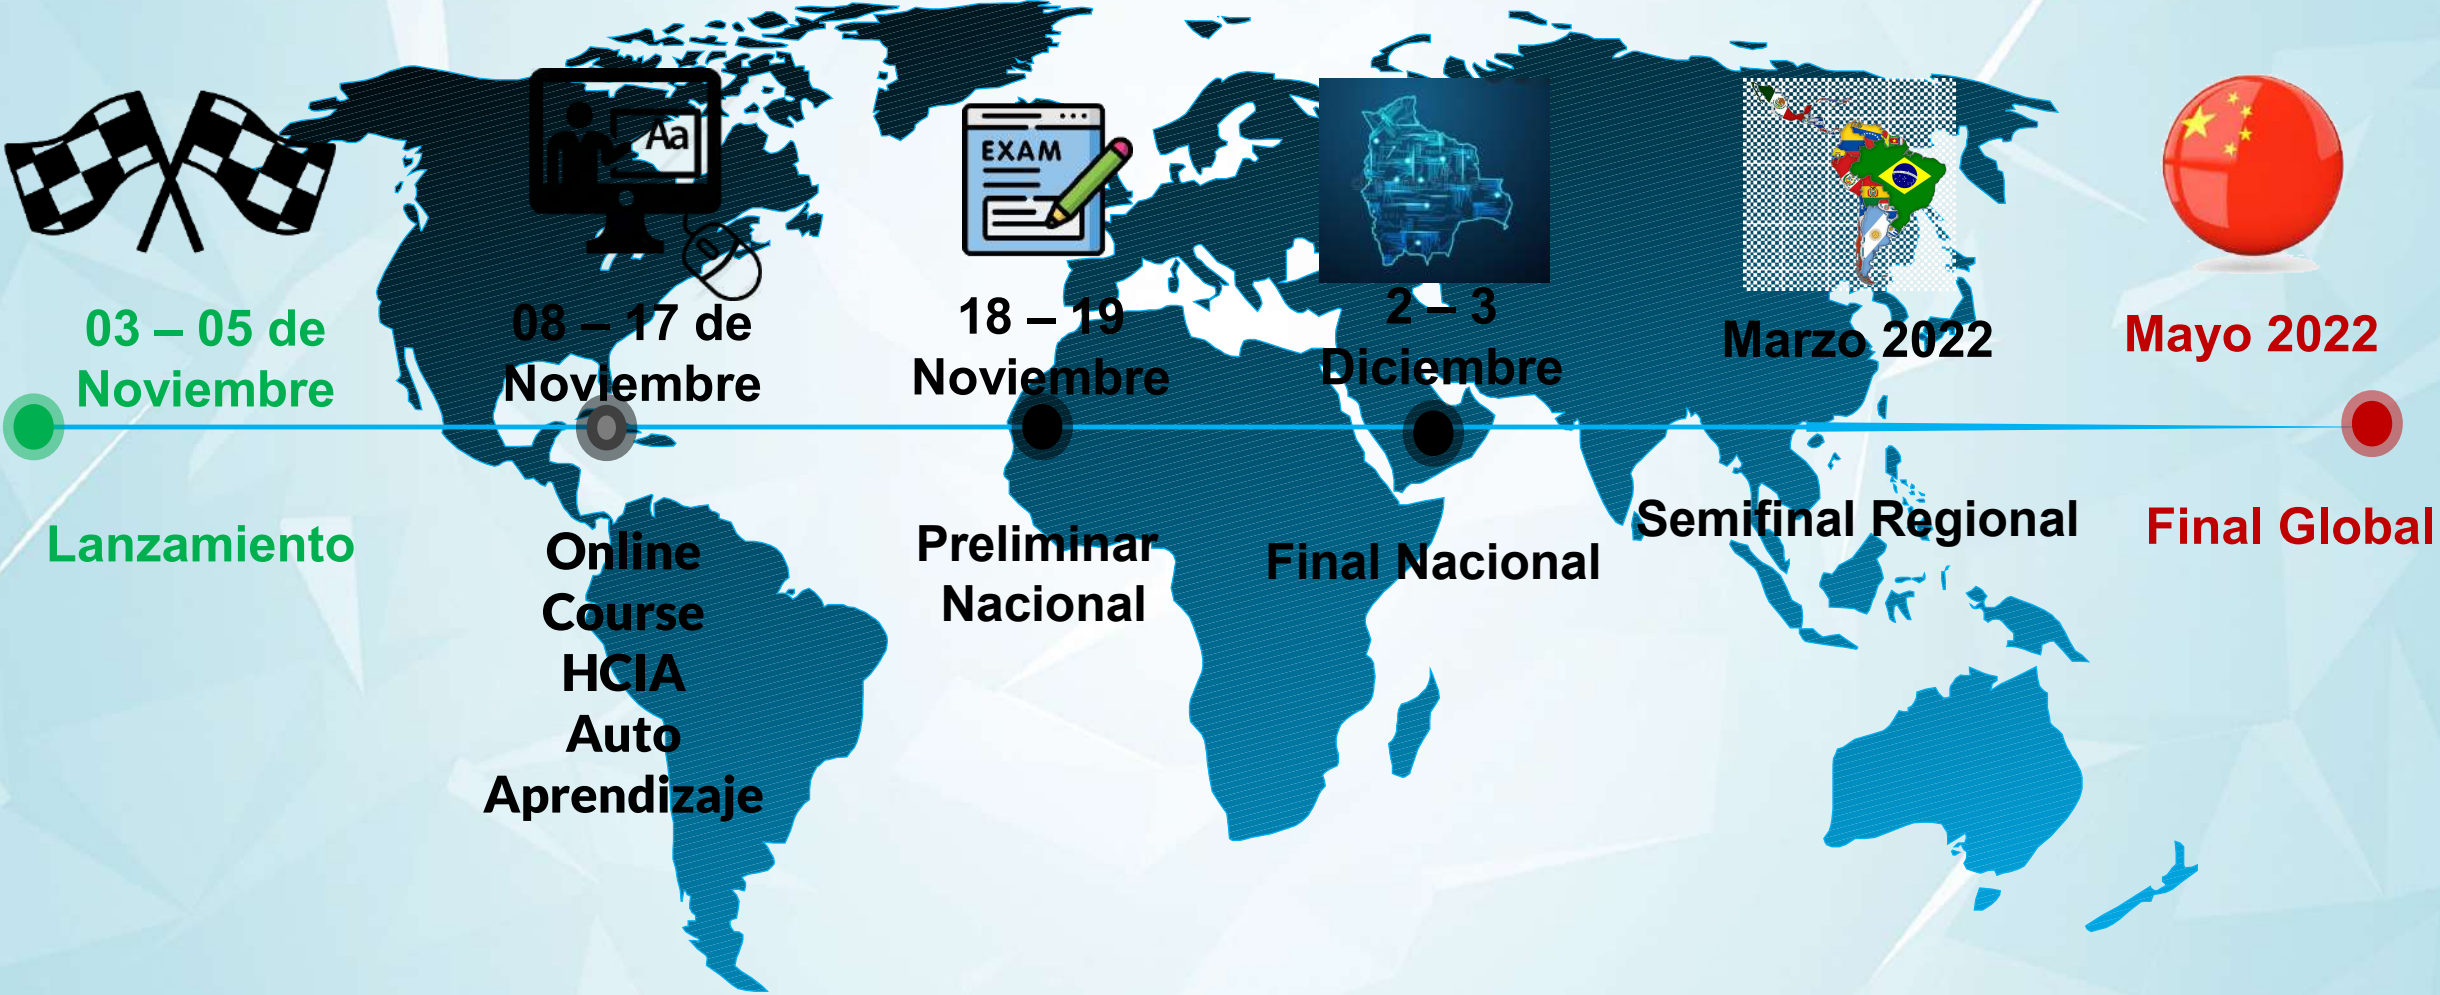 Aa
EXAM
03 – 05 de
Noviembre
08 – 17 de
Noviembre
18 – 19
Noviembre
2 – 3
Diciembre
Marzo 2022
Mayo 2022
Lanzamiento
Online
Course
HCIA
Auto
Aprendizaje
Preliminar
Nacional
Final Nacional
Semifinal Regional
Final Global